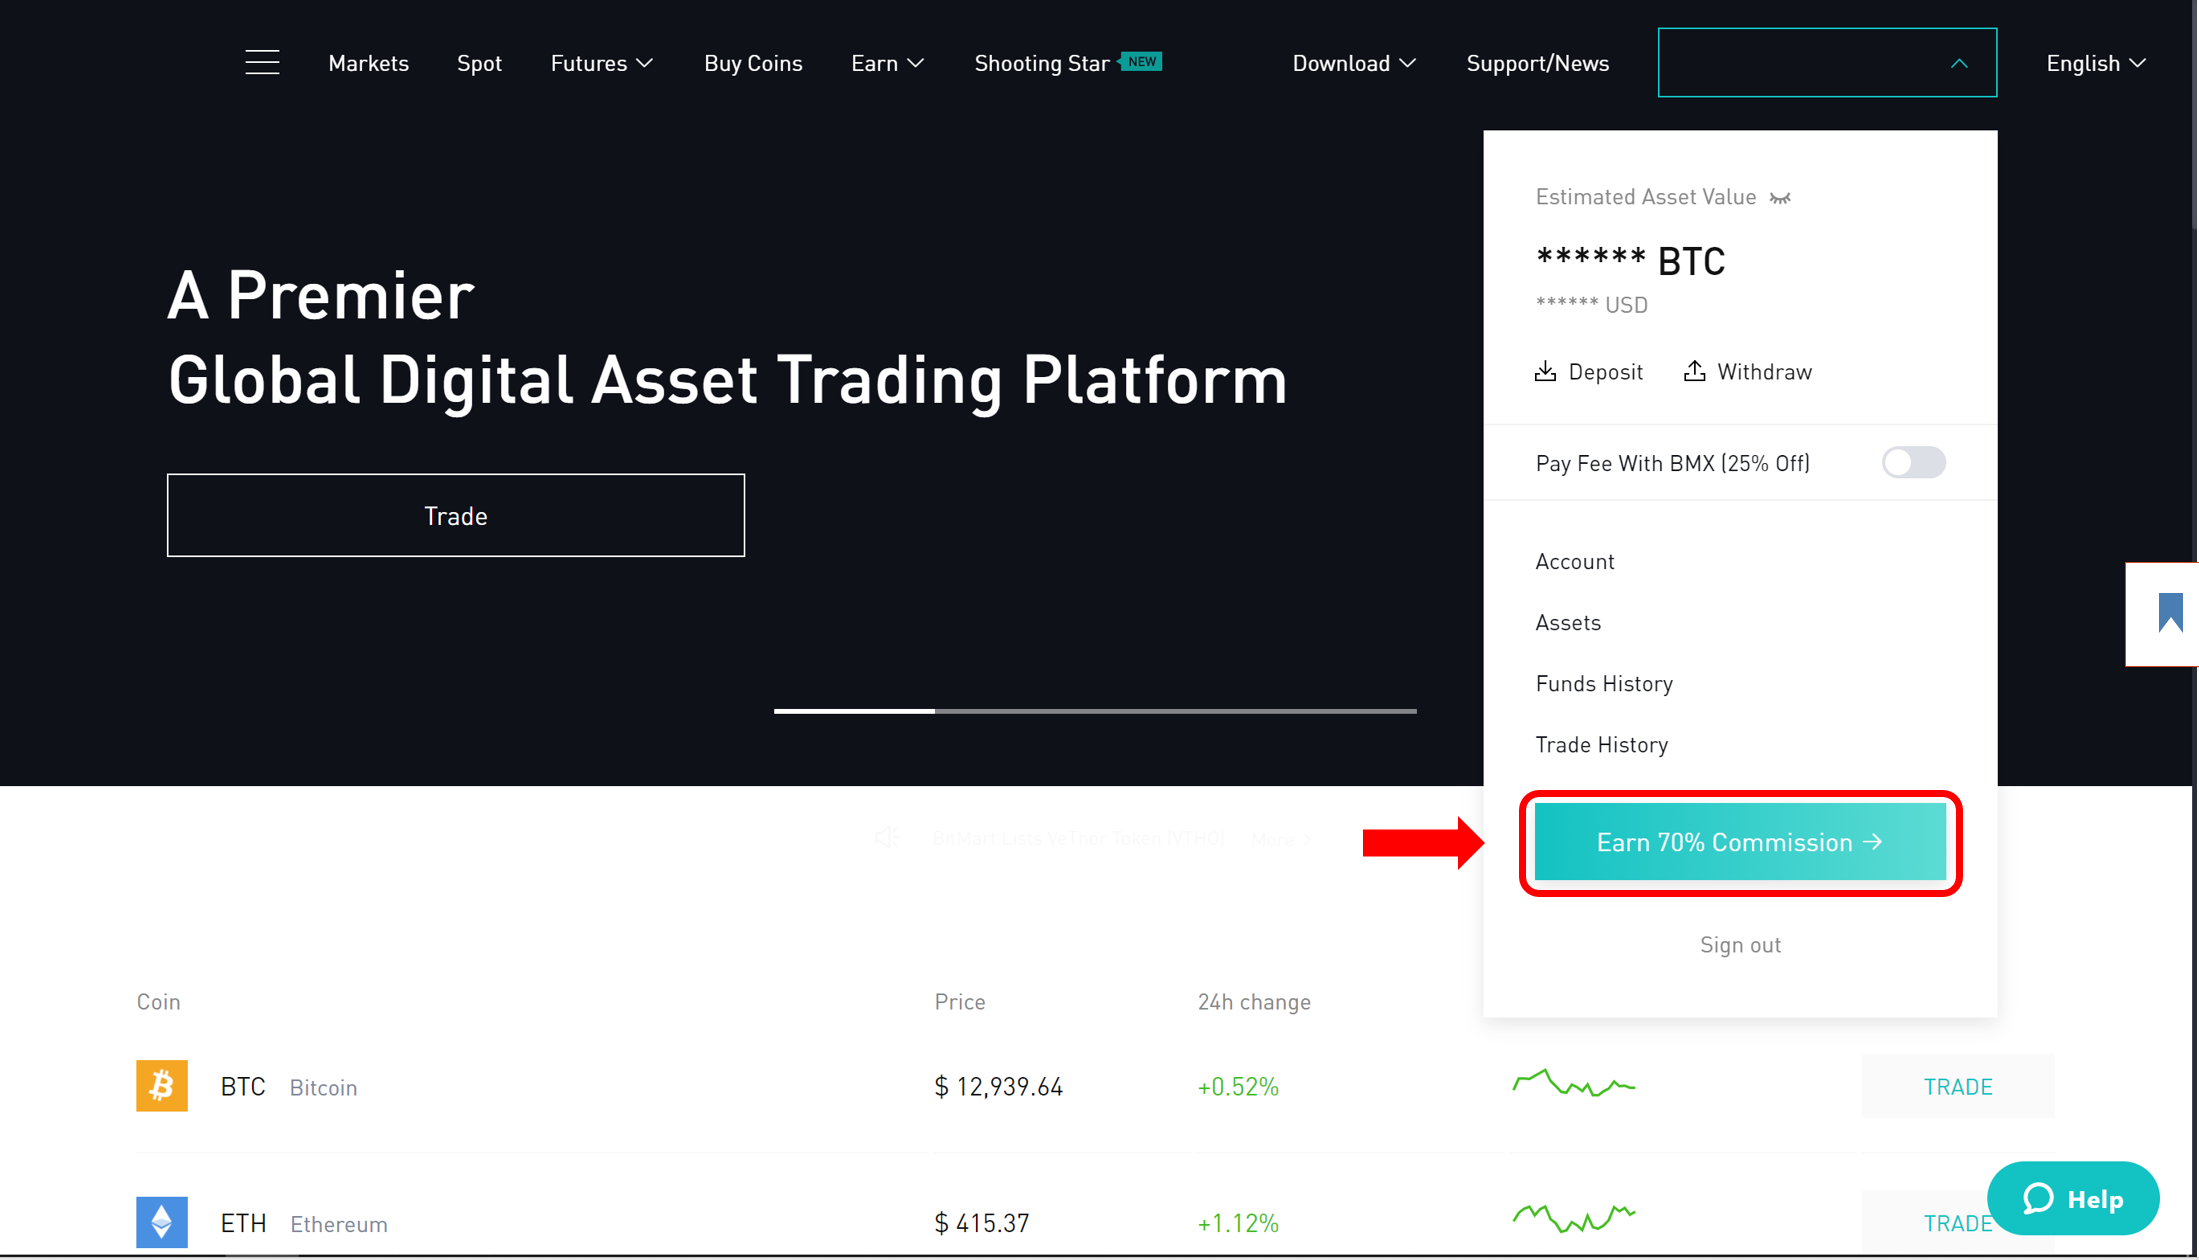 Markets Spot Futures Buy Coins Earn Shooting Star NEW Download Support/News English
Estimated Asset Value
****** BTC
****** USD
Deposit Withdraw
Pay Fee With BMX (25% Off)
Account
Assets
Funds History
Trade History
Earn 70% Commission →
Sign out
A Premier
Global Digital Asset Trading Platform
Trade
BitMart Lists VeThor Token (VTHO) More >
Coin Price 24h change
BTC Bitcoin $ 12,939.64 +0.52% TRADE
ETH Ethereum $ 415.37 +1.12% TRADE
Help